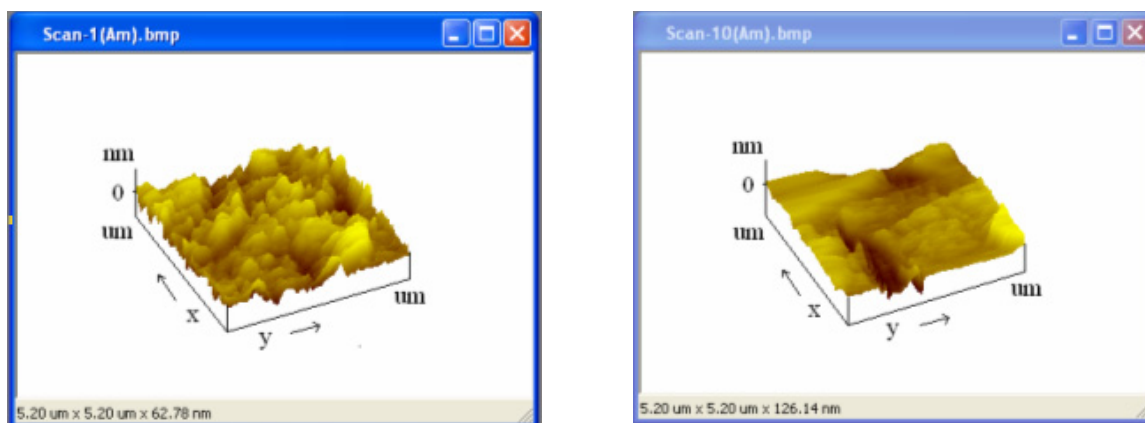 Scan-1(Am).bmp
nm
0
um
x
y
um
5.20 um x 5.20 um x 62.78 nm
Scan-10(Am).bmp
nm
0
um
x
y
um
5.20 um x 5.20 um x 126.14 nm